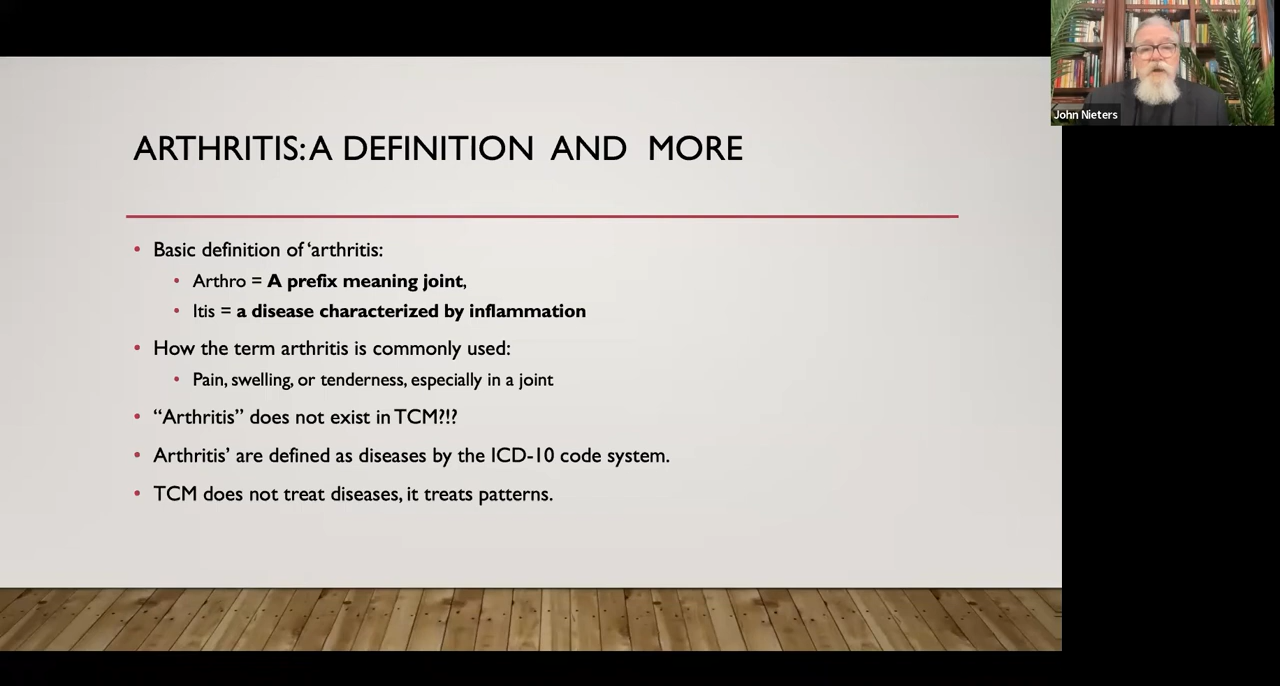 John Nieters
ARTHRITIS: A DEFINITION AND MORE
Basic definition of ‘arthritis:
Arthro = A prefix meaning joint,
Itis = a disease characterized by inflammation
How the term arthritis is commonly used:
Pain, swelling, or tenderness, especially in a joint
“Arthritis” does not exist in TCM?!?
Arthritis’ are defined as diseases by the ICD-10 code system.
TCM does not treat diseases, it treats patterns.